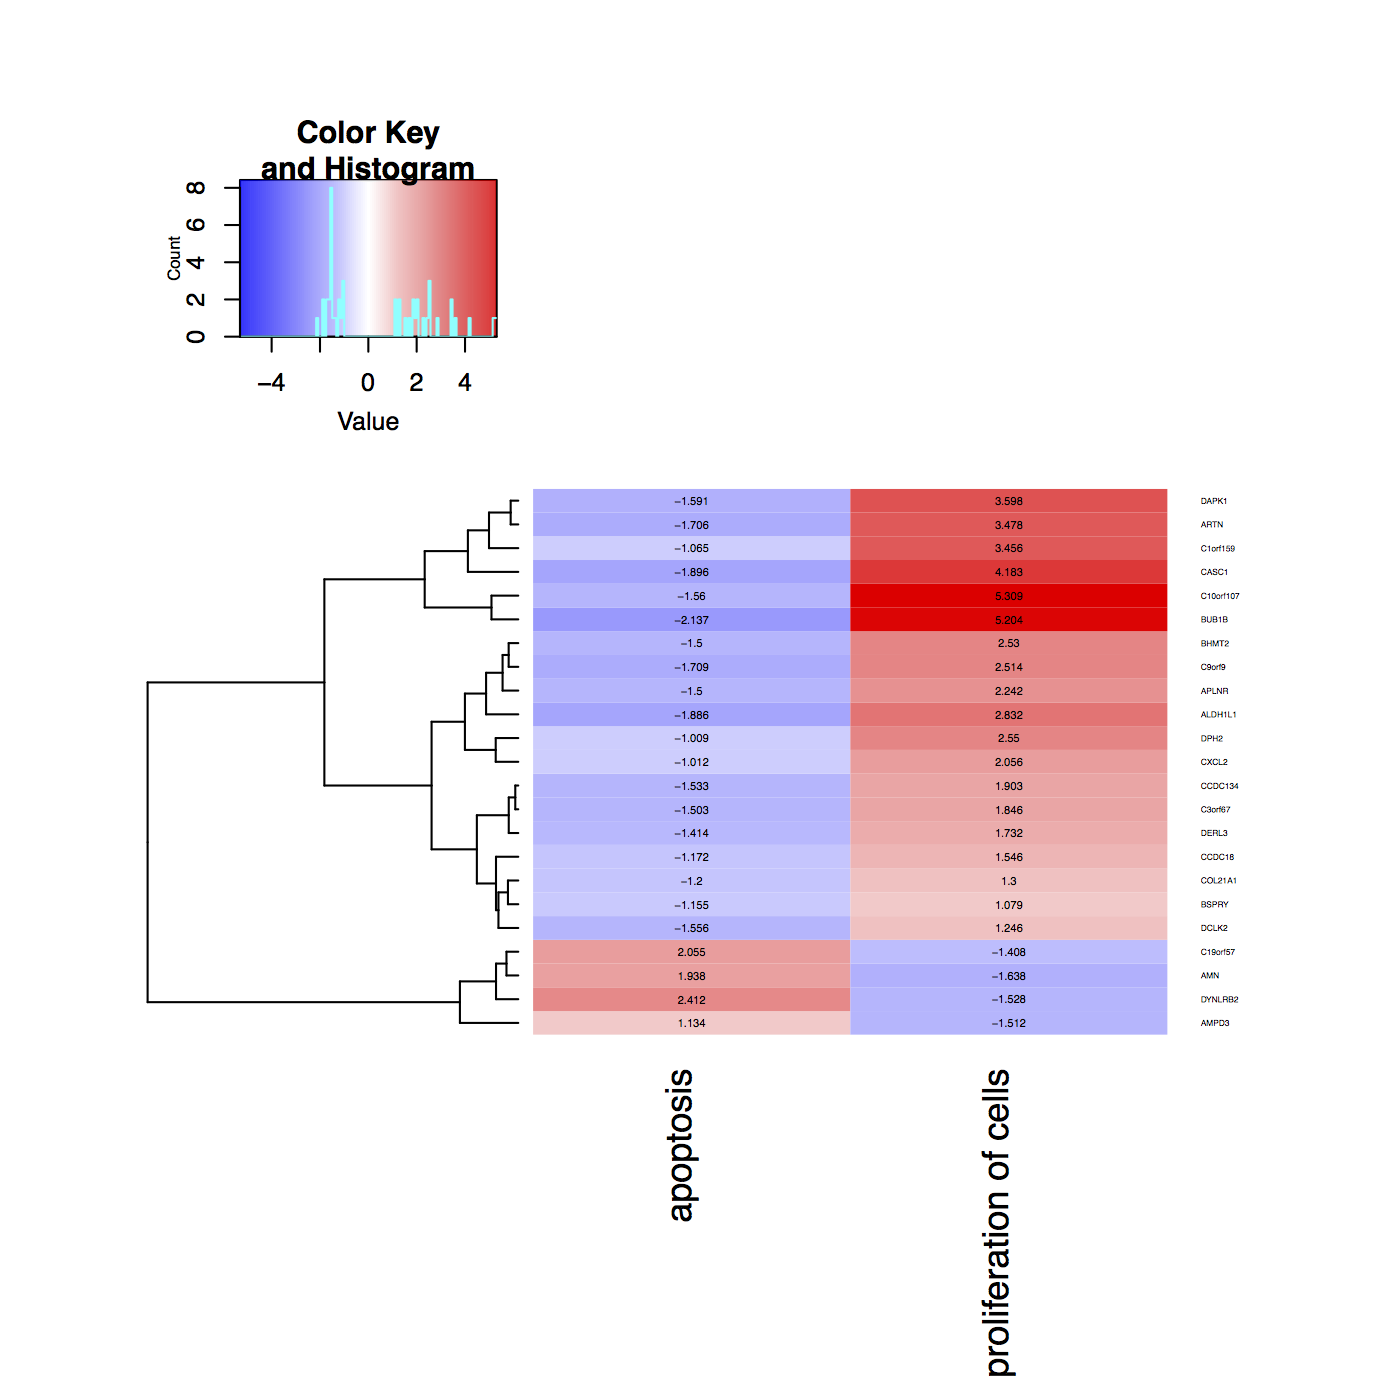 Color Key
and Histogram
8
6
4
2
0
Count
−4 0 2 4
Value
−1.591 3.598 DAPK1
−1.706 3.478 ARTN
−1.065 3.456 C1orf159
−1.896 4.183 CASC1
−1.56 5.309 C10orf107
−2.137 5.204 BUB1B
−1.5 2.53 BHMT2
−1.709 2.514 C9orf9
−1.5 2.242 APLNR
−1.886 2.832 ALDH1L1
−1.009 2.55 DPH2
−1.012 2.056 CXCL2
−1.533 1.903 CCDC134
−1.503 1.846 C3orf67
−1.414 1.732 DERL3
−1.172 1.546 CCDC18
−1.2 1.3 COL21A1
−1.155 1.079 BSPRY
−1.556 1.246 DCLK2
2.055 −1.408 C19orf57
1.938 −1.638 AMN
2.412 −1.528 DYNLRB2
1.134 −1.512 AMPD3
apoptosis
proliferation of cells